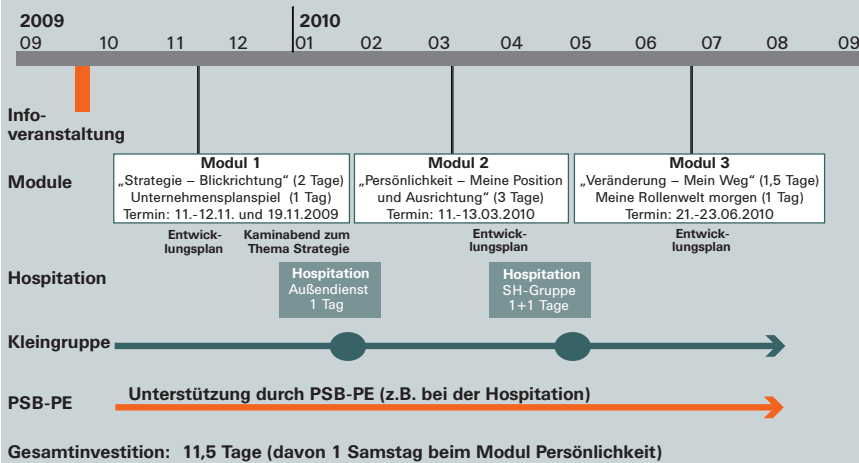 2009 2010
09 10 11 12 01 02 03 04 05 06 07 08 09
Info-
veranstaltung
Module
Modul 1
„Strategie – Blickrichtung“ (2 Tage)
Unternehmensplanspiel (1 Tag)
Termin: 11.-12.11. und 19.11.2009
Modul 2
„Persönlichkeit – Meine Position
und Ausrichtung“ (3 Tage)
Termin: 11.-13.03.2010
Modul 3
„Veränderung – Mein Weg“ (1,5 Tage)
Meine Rollenwelt morgen (1 Tag)
Termin: 21.-23.06.2010
Entwick-
lungsplan
Kaminabend zum
Thema Strategie
Entwick-
lungsplan
Entwick-
lungsplan
Hospitation
Hospitation
Außendienst
1 Tag
Hospitation
SH-Gruppe
1+1 Tage
Kleingruppe
PSB-PE
Unterstützung durch PSB-PE (z.B. bei der Hospitation)
Gesamtinvestition: 11,5 Tage (davon 1 Samstag beim Modul Persönlichkeit)